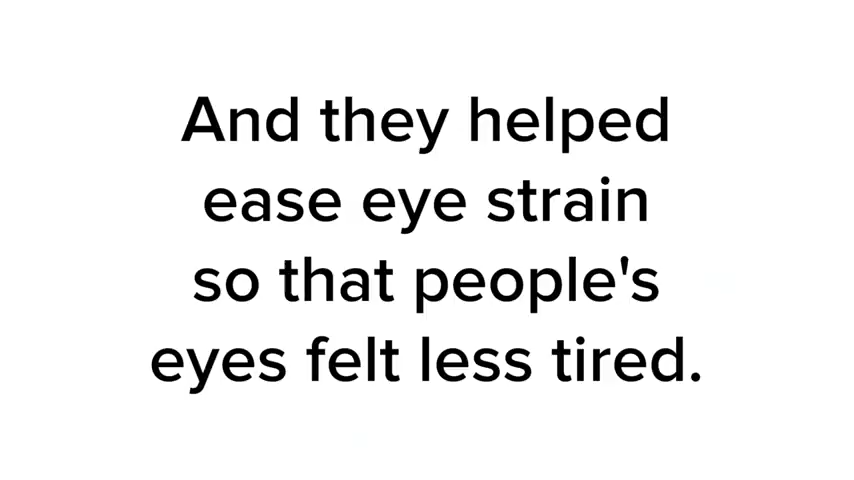 And they helped
ease eye strain
so that people's
eyes felt less tired.